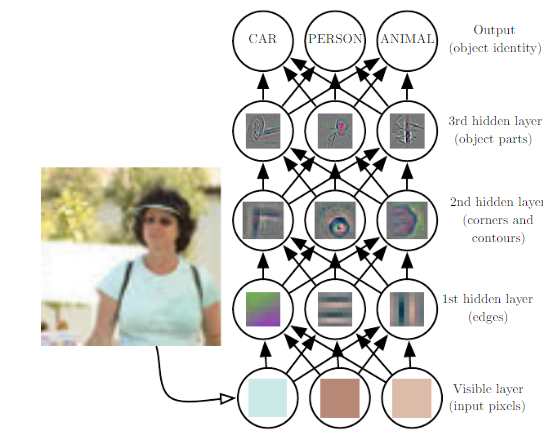 CAR PERSON ANIMAL
Output
(object identity)
3rd hidden layer
(object parts)
2nd hidden layer
(corners and
contours)
1st hidden layer
(edges)
Visible layer
(input pixels)